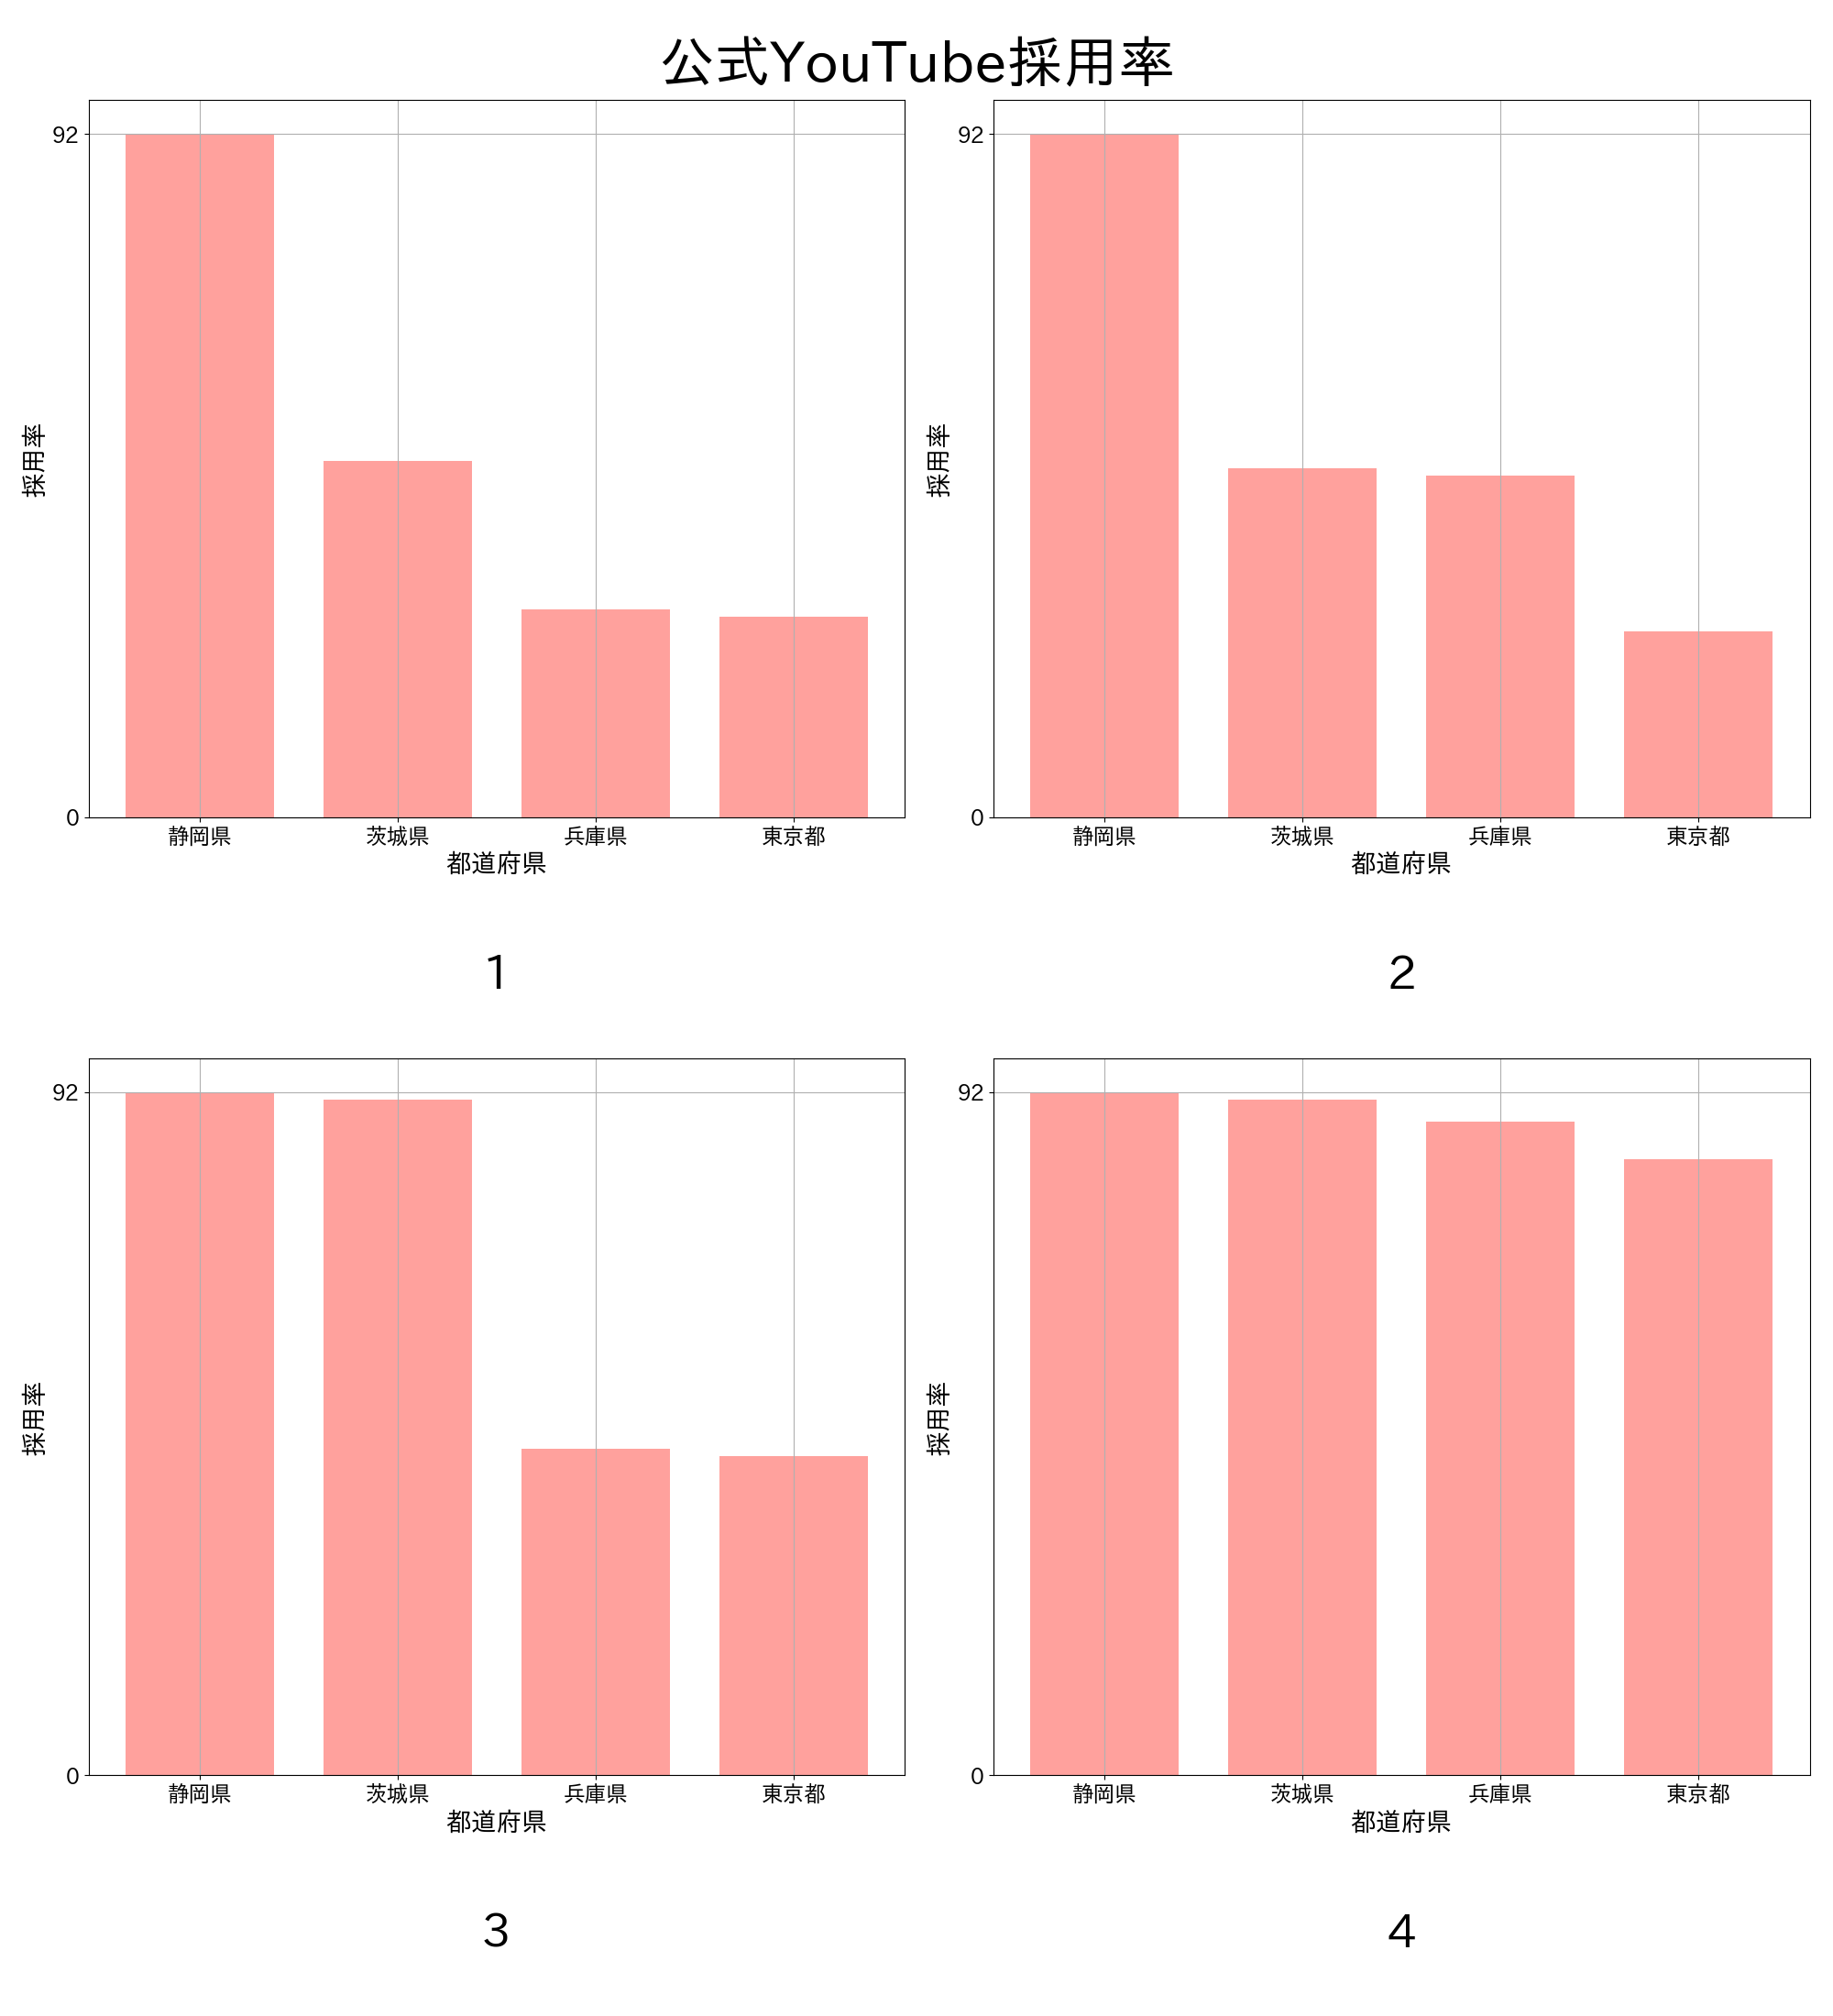 公式YouTube採用率
92
採用率
0
静岡県 茨城県 兵庫県 東京都
都道府県
1
92
採用率
0
静岡県 茨城県 兵庫県 東京都
都道府県
2
92
採用率
0
静岡県 茨城県 兵庫県 東京都
都道府県
3
92
採用率
0
静岡県 茨城県 兵庫県 東京都
都道府県
4